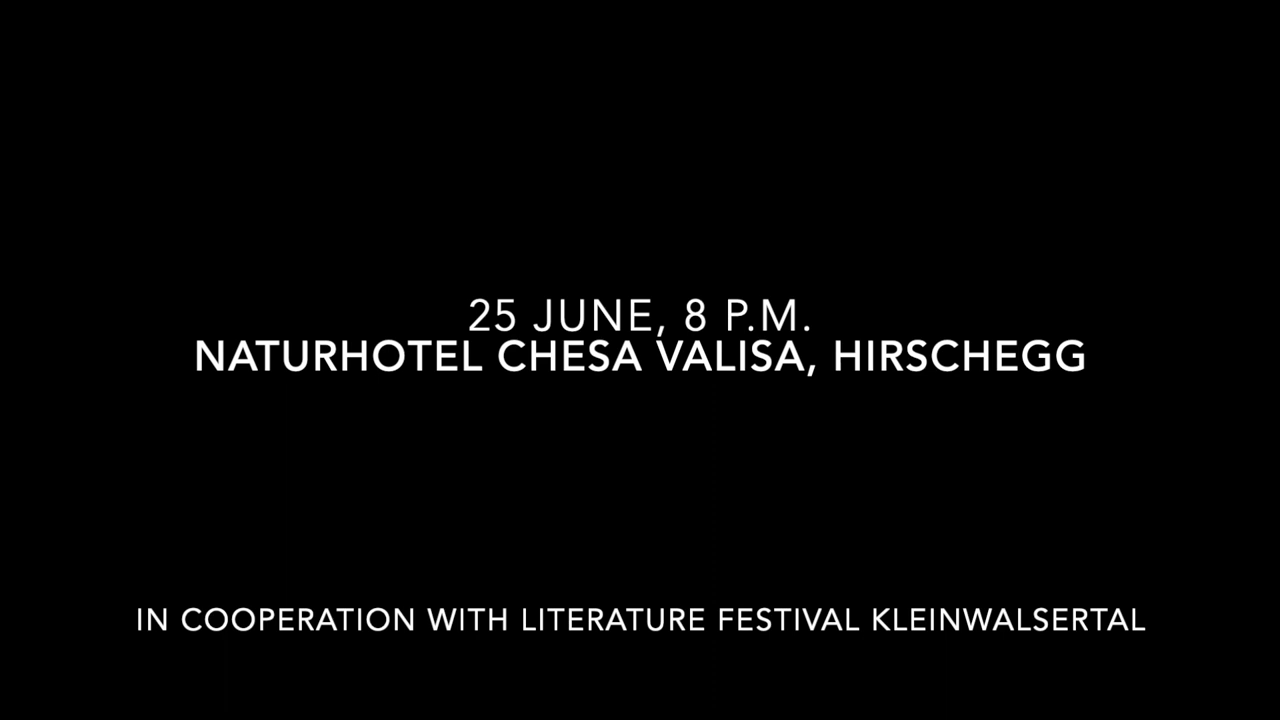 25 JUNE, 8 P.M.
NATURHOTEL CHESA VALISA, HIRSCHEGG
IN COOPERATION WITH LITERATURE FESTIVAL KLEINWALSERTAL